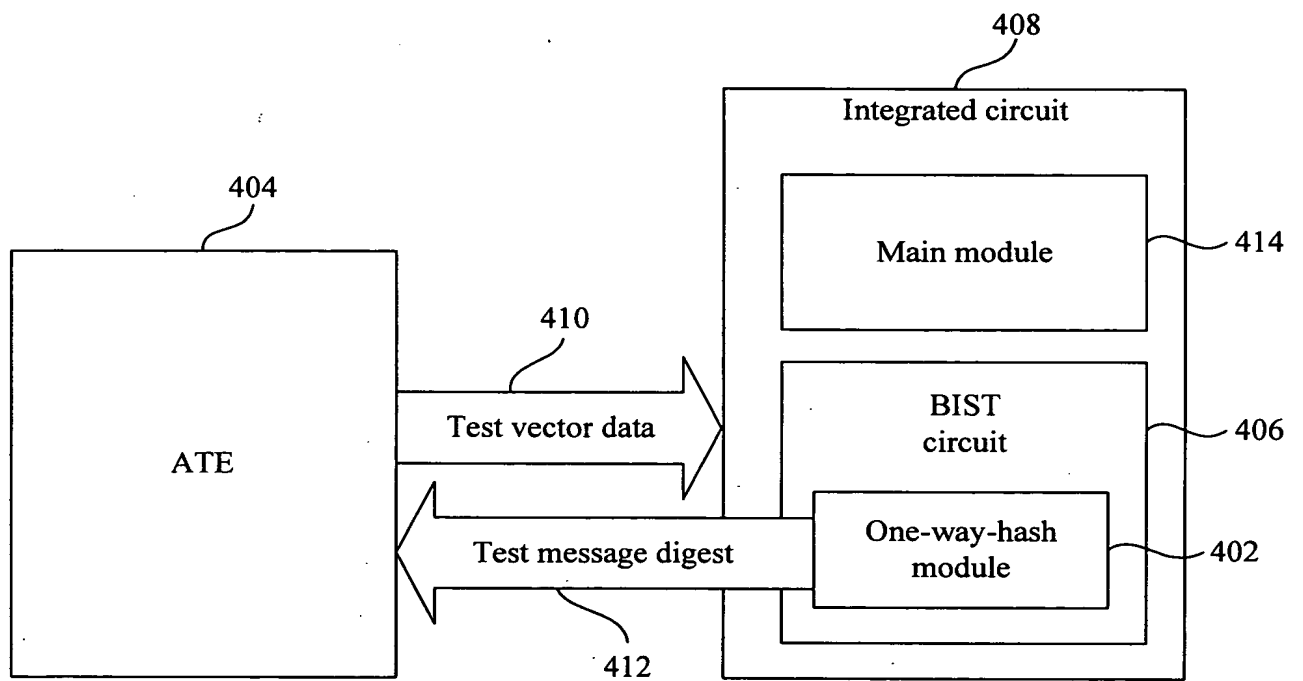 408
Integrated circuit
404
Main module
414
410
Test vector data
BIST
circuit
406
ATE
One-way-hash
module
402
Test message digest
412